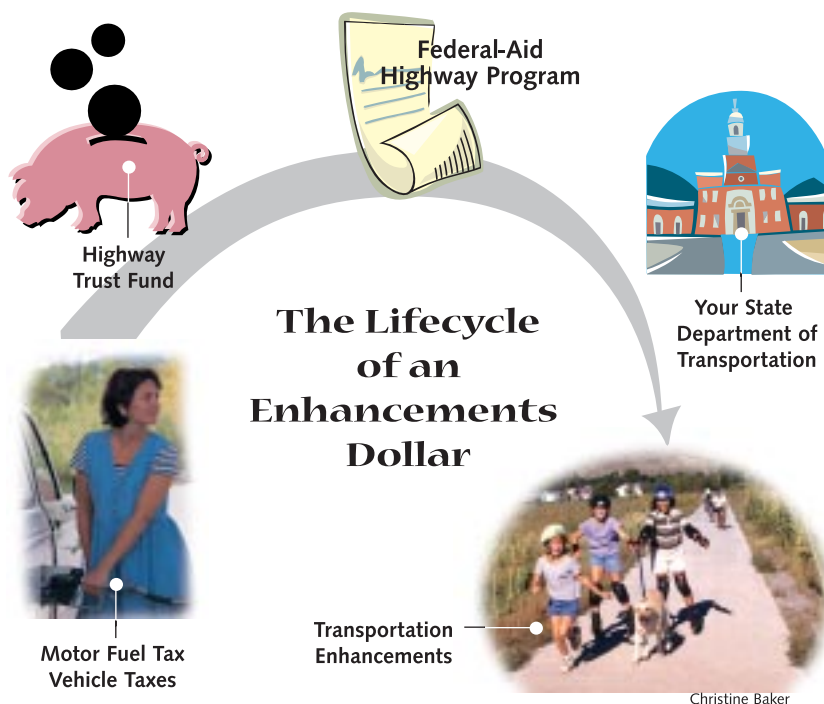 Federal-Aid
Highway Program
Highway
Trust Fund
Your State
Department of
Transportation
The Lifecycle
of an
Enhancements
Dollar
Transportation
Enhancements
Motor Fuel Tax
Vehicle Taxes
Christine Baker